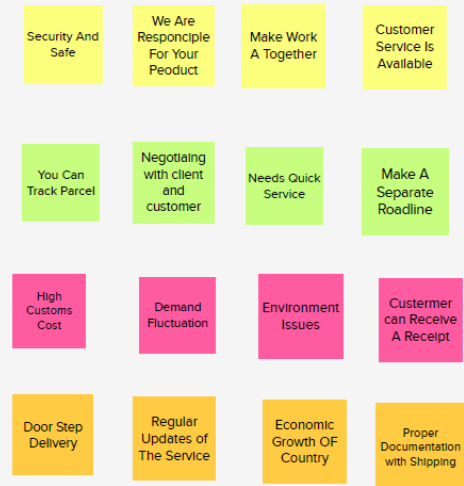 Security And
Safe
We Are
Responciple
For Your
Peoduct
Make Work
A Together
Customer
Service Is
Available
You Can
Track Parcel
Negotiaing
with client
and
customer
Needs Quick
Service
Make A
Separate
Roadline
High
Customs
Cost
Demand
Fluctuation
Environment
Issues
Custermer
can Receive
A Receipt
Door Step
Delivery
Regular
Updates of
The Service
Economic
Growth OF
Country
Proper
Documentation
with Shipping